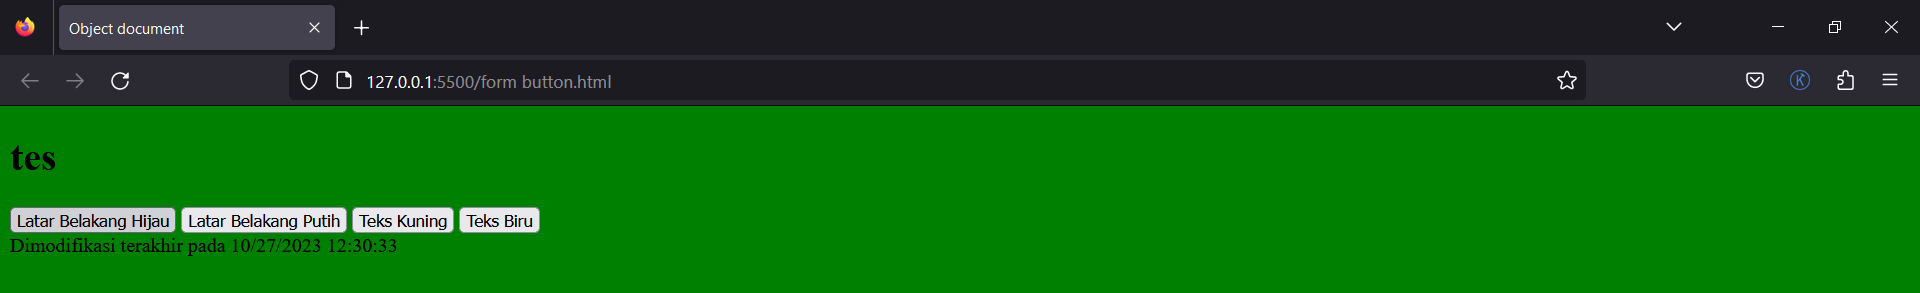 Object document
127.0.0.1:5500/form button.html
tes
Latar Belakang Hijau Latar Belakang Putih Teks Kuning Teks Biru
Dimodifikasi terakhir pada 10/27/2023 12:30:33